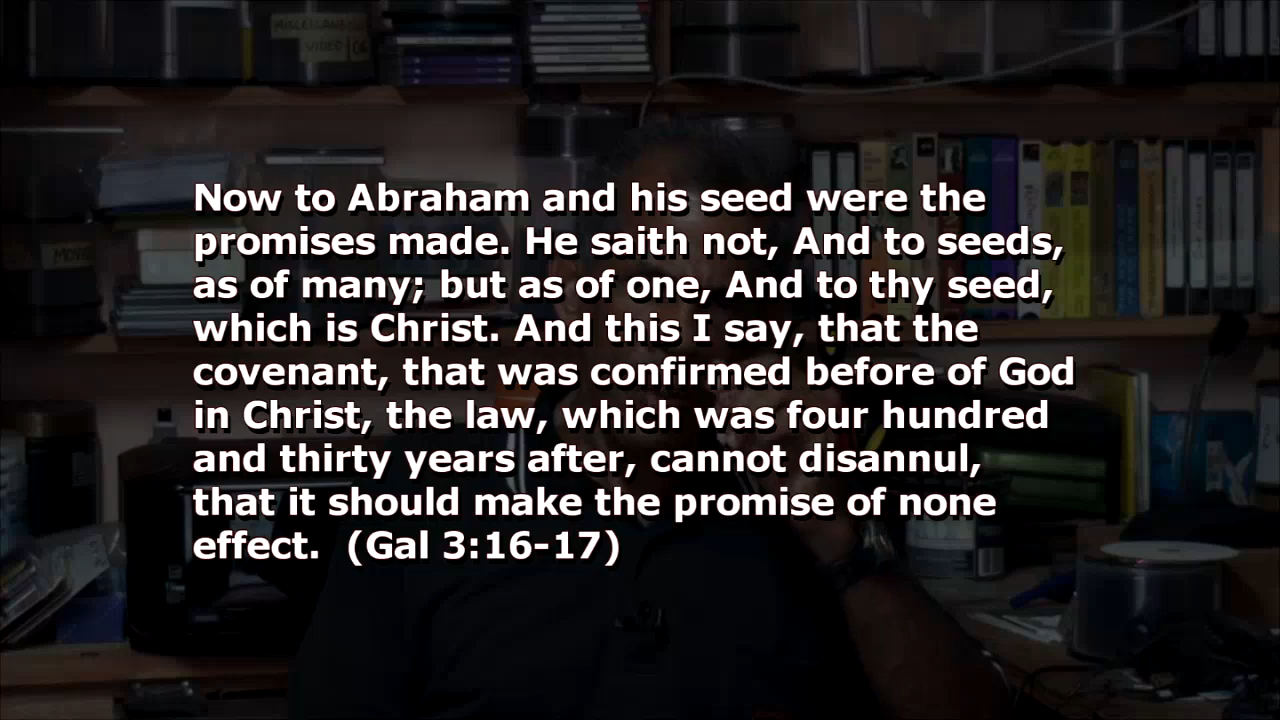 MISCELLANEOUS
VIDEO
Now to Abraham and his seed were the
promises made. He saith not, And to seeds,
as of many; but as of one, And to thy seed,
which is Christ. And this I say, that the
covenant, that was confirmed before of God
in Christ, the law, which was four hundred
and thirty years after, cannot disannul,
that it should make the promise of none
effect.  (Gal 3:16-17)